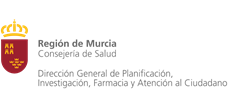 Región de Murcia
Consejería de Salud
Dirección General de Planificación,
Investigación, Farmacia y Atención al Ciudadano